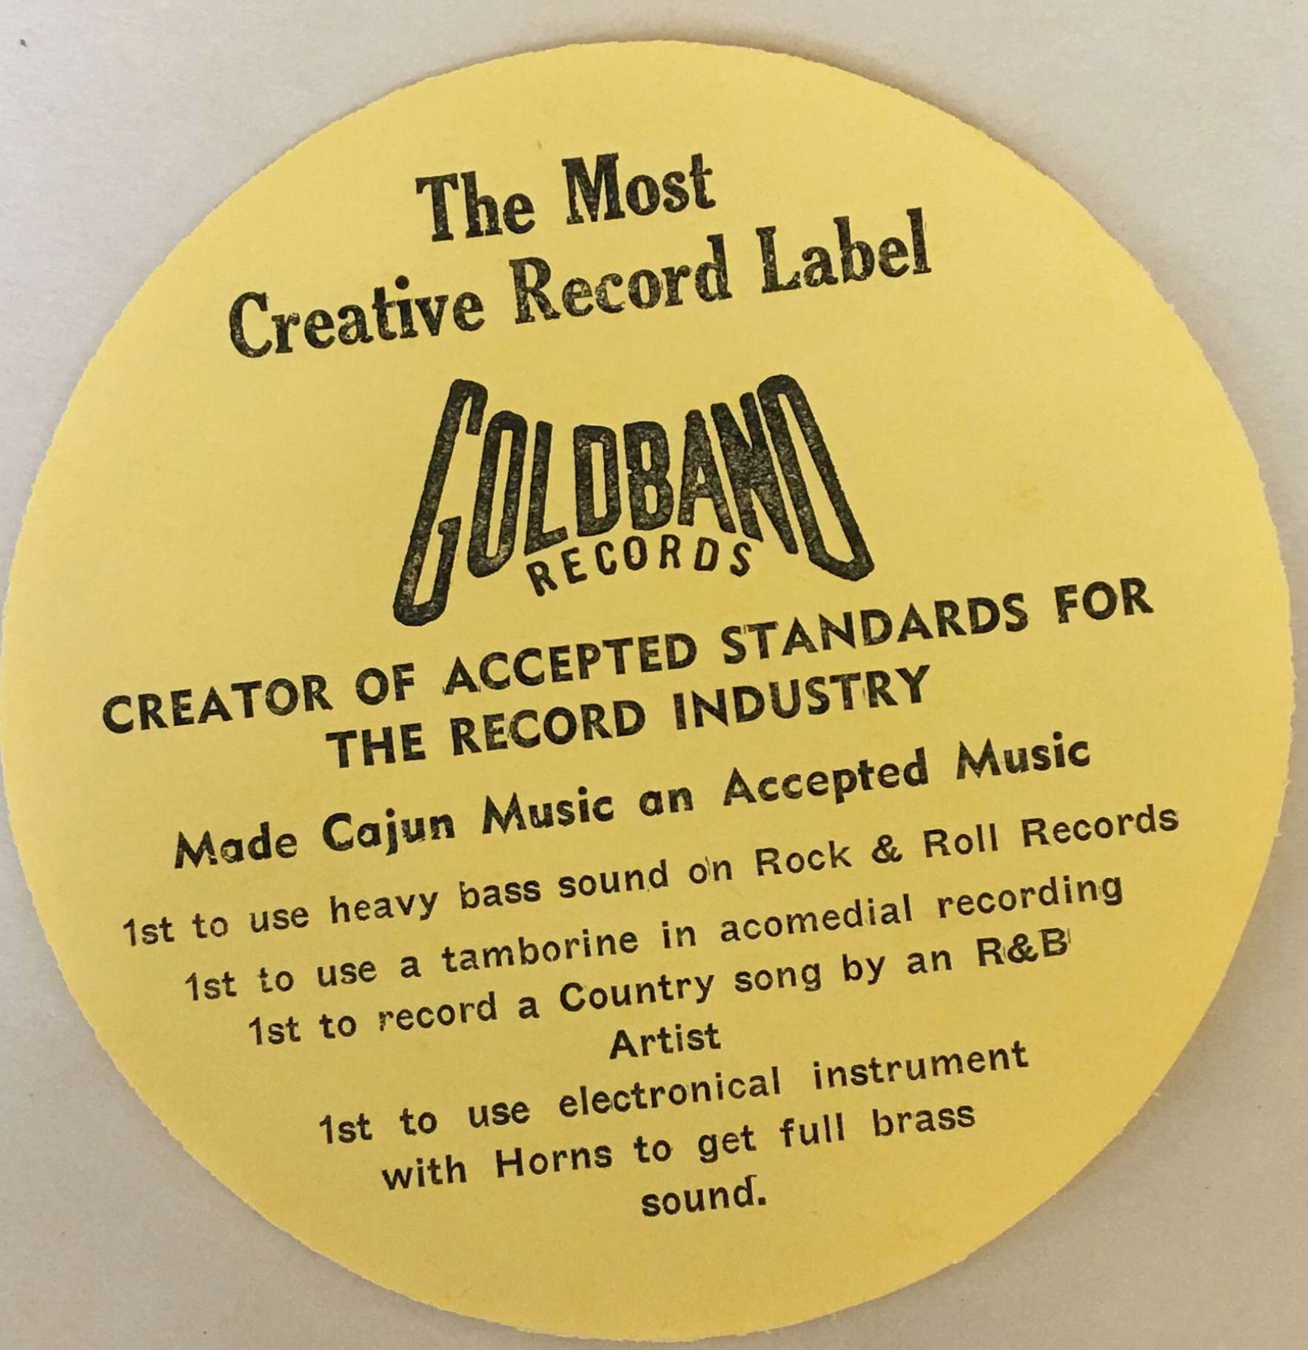 The Most
Creative Record Label
GOLDBAND
RECORDS
CREATOR OF ACCEPTED STANDARDS FOR
THE RECORD INDUSTRY
Made Cajun Music an Accepted Music
1st to use heavy bass sound on Rock & Roll Records
1st to use a tamborine in acomedial recording
1st to record a Country song by an R&B
Artist
1st to use electronical instrument
with Horns to get full brass
sound.